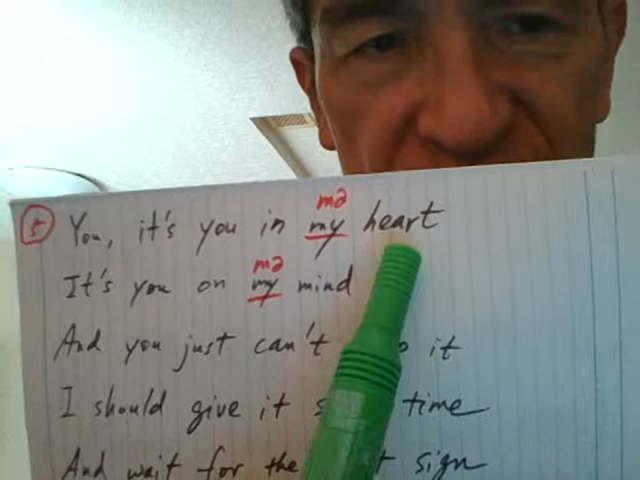 5 You, it's you in my heart
mə mə
It's you on my mind
And you just can't it
I should give it time
And wait for the sign